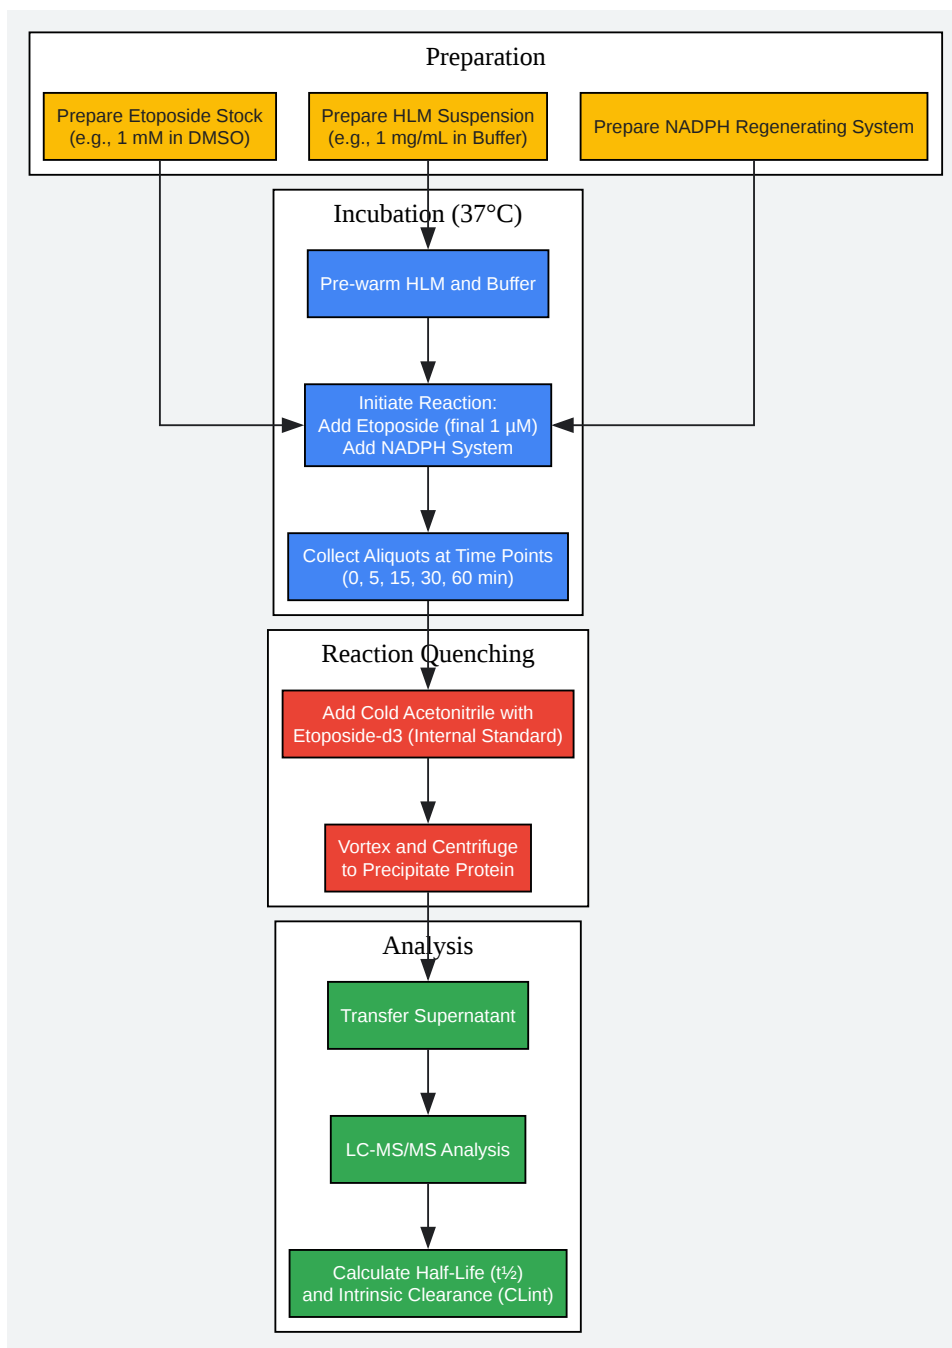 Preparation
Prepare Etoposide Stock
(e.g., 1 mM in DMSO)
Prepare HLM Suspension
(e.g., 1 mg/mL in Buffer)
Prepare NADPH Regenerating System
Incubation (37°C)
Pre-warm HLM and Buffer
Initiate Reaction:
Add Etoposide (final 1 µM)
Add NADPH System
Collect Aliquots at Time Points
(0, 5, 15, 30, 60 min)
Reaction Quenching
Add Cold Acetonitrile with
Etoposide-d3 (Internal Standard)
Vortex and Centrifuge
to Precipitate Protein
Analysis
Transfer Supernatant
LC-MS/MS Analysis
Calculate Half-Life (t½)
and Intrinsic Clearance (CLint)